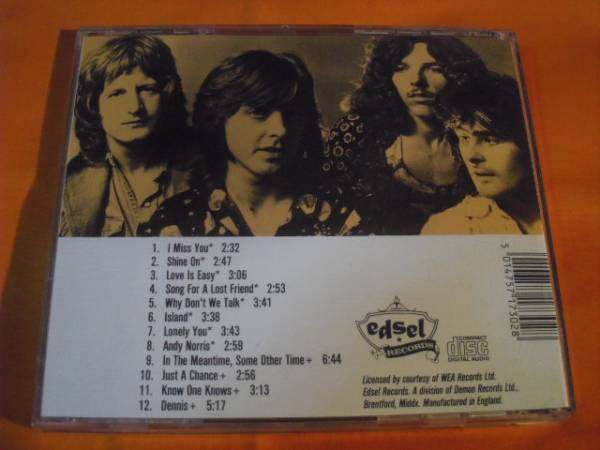 1. I Miss You* 2:32
2. Shine On* 2:47
3. Love Is Easy* 3:06
4. Song For A Lost Friend* 2:53
5. Why Don't We Talk* 3:41
6. Island* 3:38
7. Lonely You* 3:43
8. Andy Norris* 2:59
9. In The Meantime, Some Other Time+ 6:44
10. Just A Chance+ 2:56
11. Know One Knows+ 3:13
12. Dennis+ 5:17
edsel
RECORDS
COMPACT
disc
DIGITAL AUDIO
Licensed by courtesy of WEA Records Ltd.
Edsel Records. A division of Demon Records Ltd.,
Brentford, Middx. Manufactured in England.
5 014757 173028